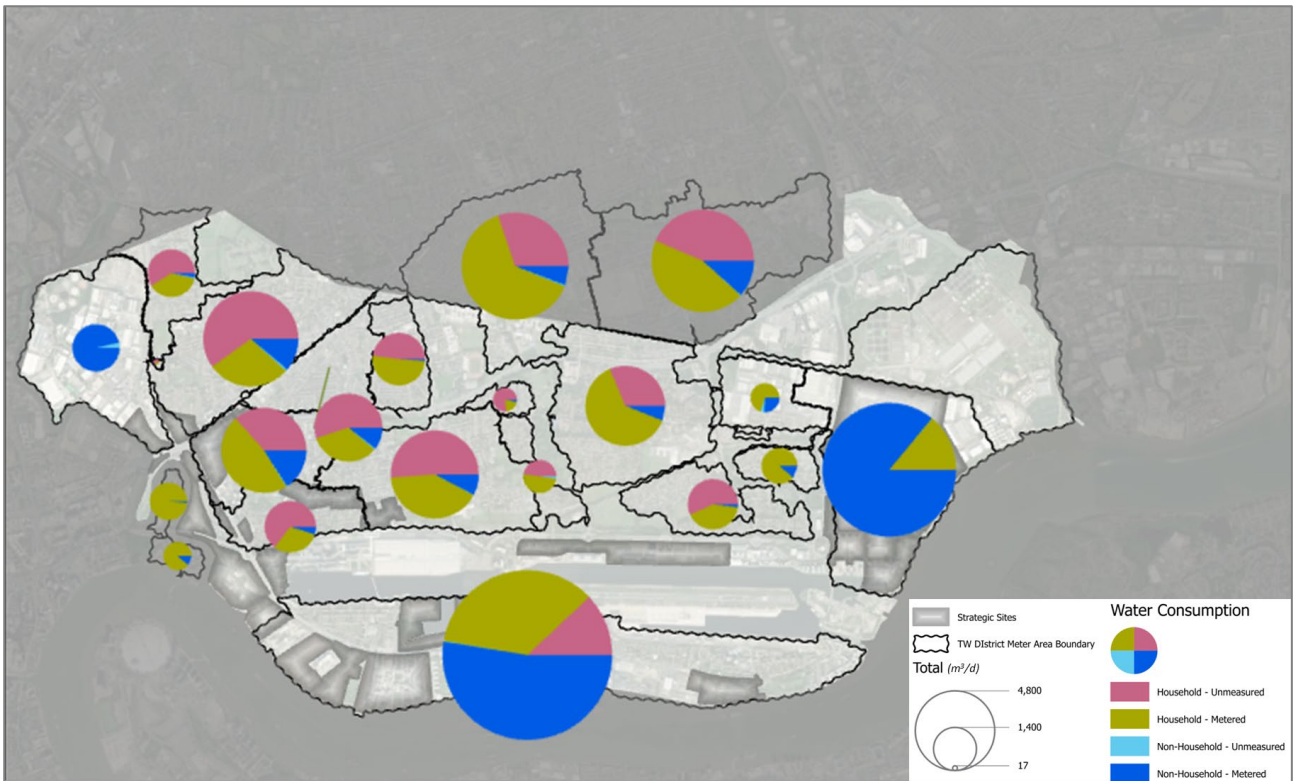 Strategic Sites
TW DIstrict Meter Area Boundary
Total (m³/d)
4,800
1,400
17
Water Consumption
Household - Unmeasured
Household - Metered
Non-Household - Unmeasured
Non-Household - Metered